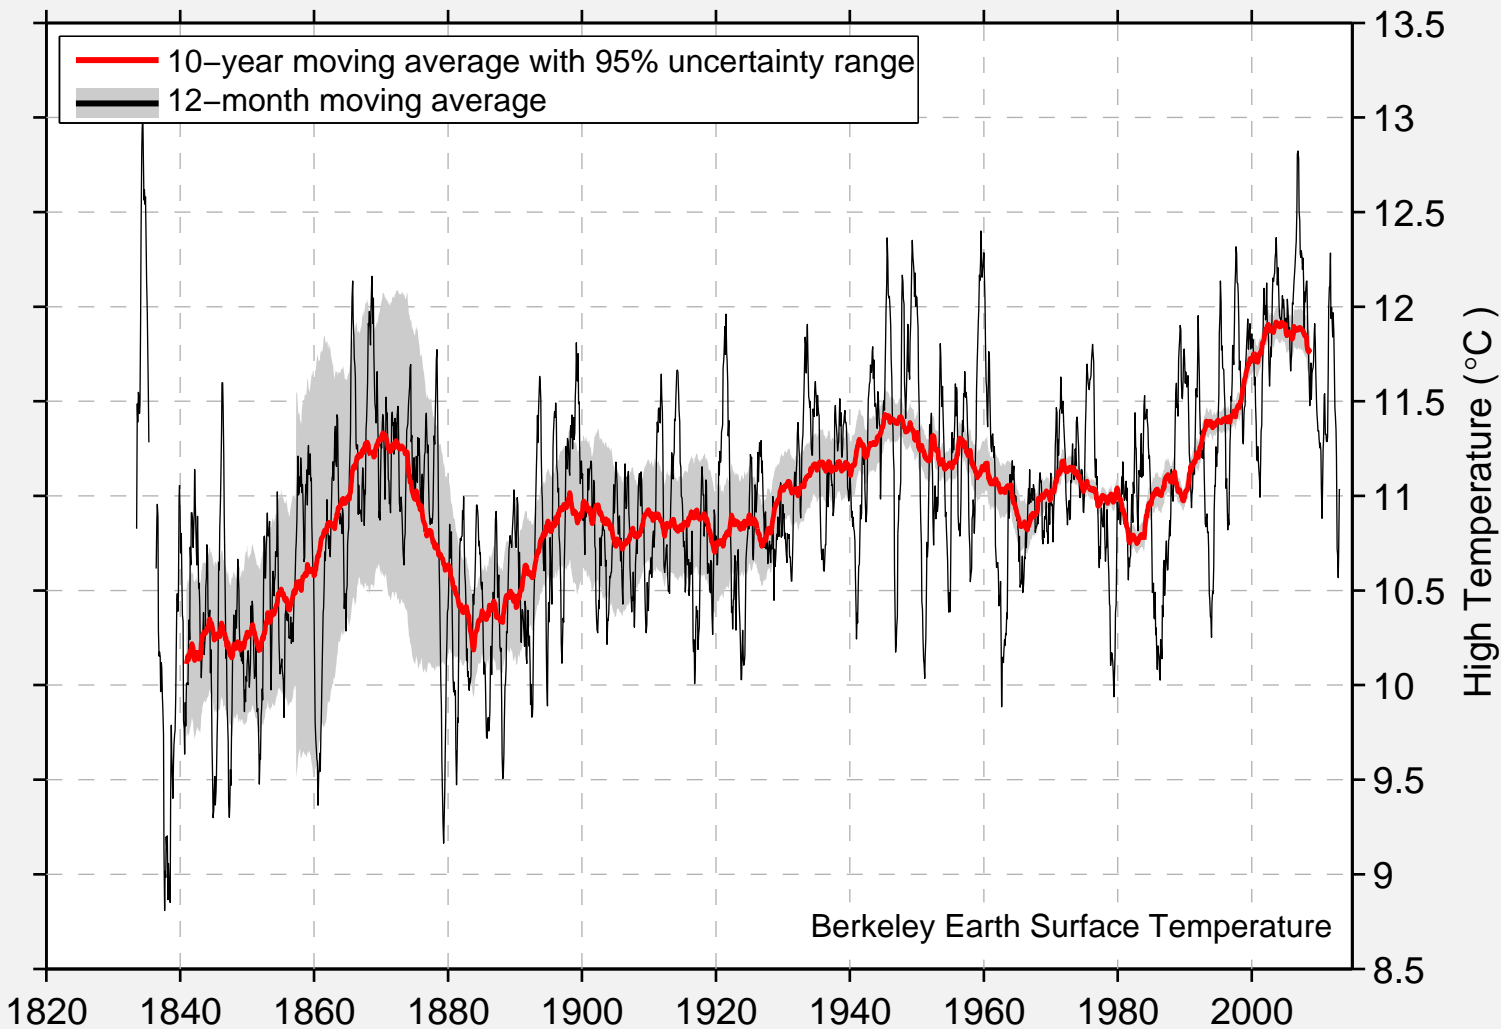 10−year moving average with 95% uncertainty range
12−month moving average
13.5
13
12.5
12
11.5
11
10.5
10
9.5
9
8.5
High Temperature (°C )
Berkeley Earth Surface Temperature
1820 1840 1860 1880 1900 1920 1940 1960 1980 2000